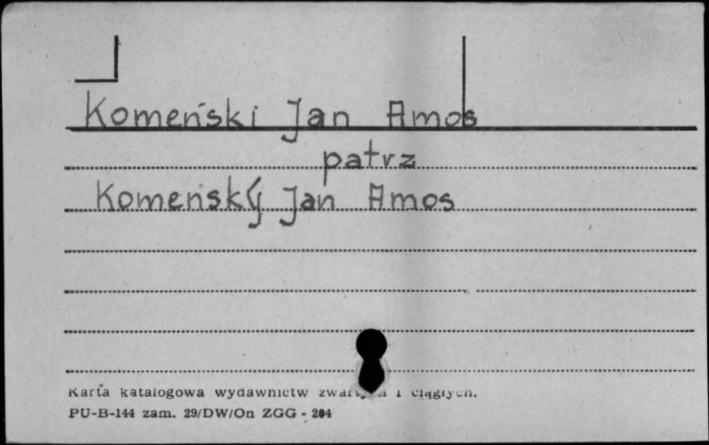 Komeński Jan Amos
patrz
Komenský Jan Amos
Karta katalogowa wydawnictw zwartych i ciągłych.
PU-B-144 zam. 29/DW/On ZGG - 204